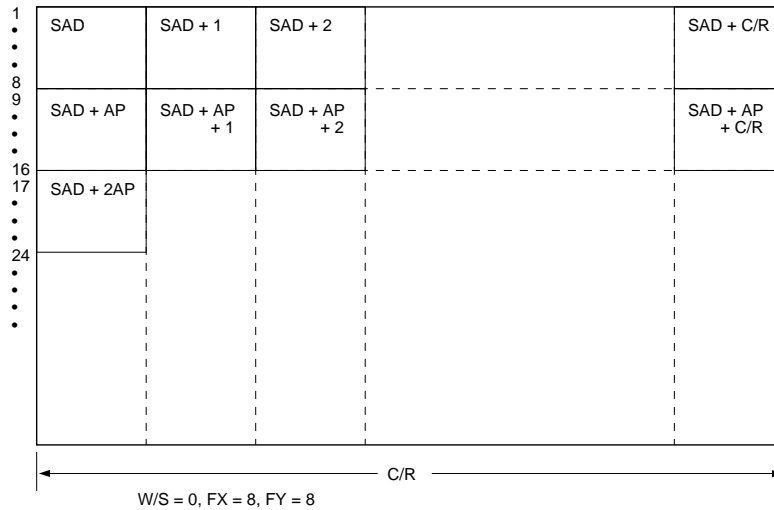 1
•
•
•
8
SAD
SAD + 1
SAD + 2
SAD + C/R
9
•
•
•
16
SAD + AP
SAD + AP
+ 1
SAD + AP
+ 2
SAD + AP
+ C/R
17
•
•
•
24
SAD + 2AP
•
•
•
•
C/R
W/S = 0, FX = 8, FY = 8